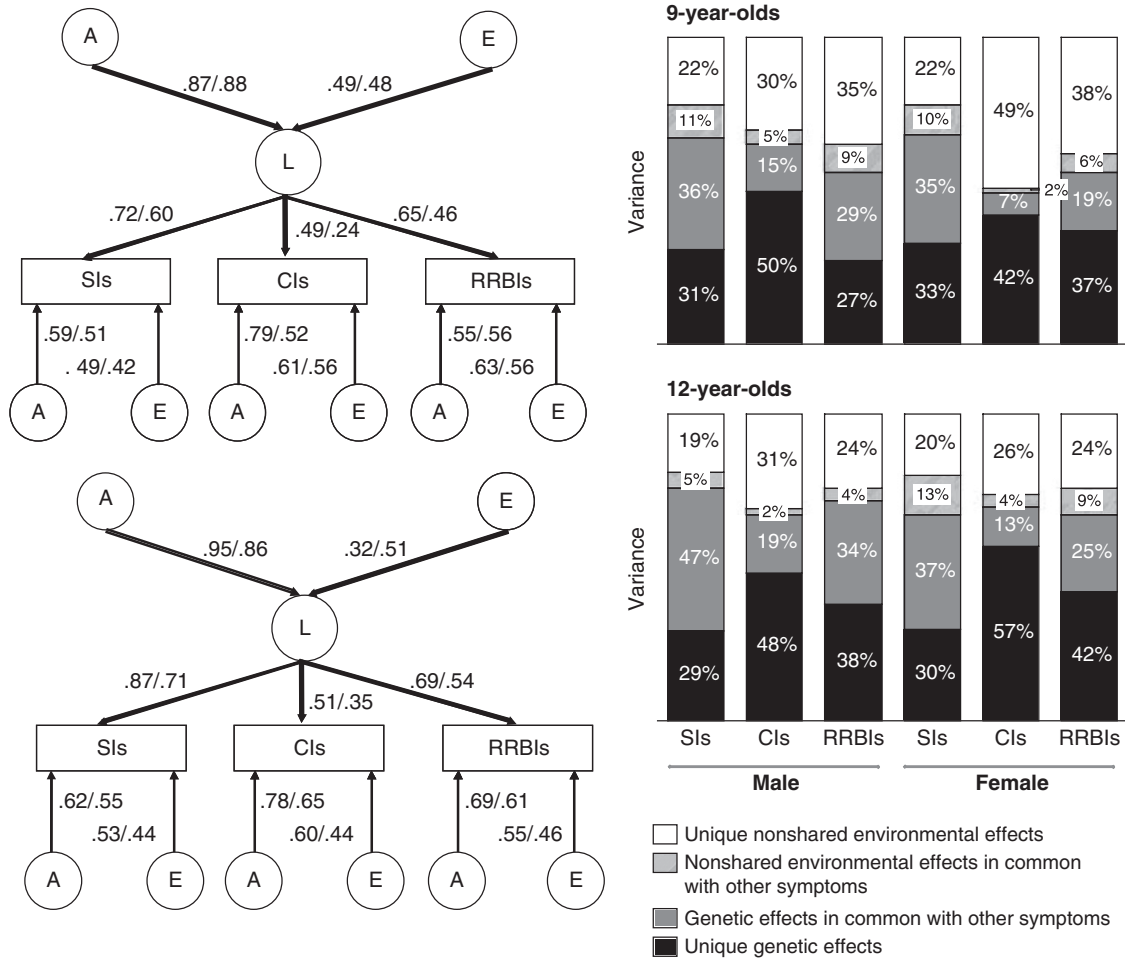 A
E
.87/.88
.49/.48
L
.72/.60
.49/.24
.65/.46
SIs
CIs
RRBIs
.59/.51
. 49/.42
.79/.52
.61/.56
.55/.56
.63/.56
A
E
A
E
A
E
A
E
.95/.86
.32/.51
L
.87/.71
.51/.35
.69/.54
SIs
CIs
RRBIs
.62/.55
.53/.44
.78/.65
.60/.44
.69/.61
.55/.46
A
E
A
E
A
E
9-year-olds
Variance
22%
11%
36%
31%
30%
5%
15%
50%
35%
9%
29%
27%
22%
10%
35%
33%
49%
2%
7%
42%
38%
6%
19%
37%
12-year-olds
Variance
19%
5%
47%
29%
31%
2%
19%
48%
24%
4%
34%
38%
20%
13%
37%
30%
26%
4%
13%
57%
24%
9%
25%
42%
SIs
CIs
RRBIs
SIs
CIs
RRBIs
Male
Female
Unique nonshared environmental effects
Nonshared environmental effects in common
with other symptoms
Genetic effects in common with other symptoms
Unique genetic effects